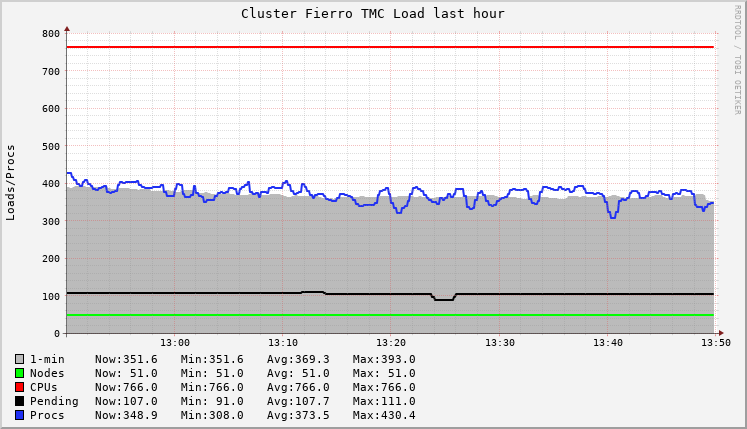 Cluster Fierro TMC Load last hour
RRDTOOL / TOBI OETIKER
Loads/Procs
800
700
600
500
400
300
200
100
0
13:00 13:10 13:20 13:30 13:40 13:50
1-min Now:351.6 Min:351.6 Avg:369.3 Max:393.0
Nodes Now: 51.0 Min: 51.0 Avg: 51.0 Max: 51.0
CPUs Now:766.0 Min:766.0 Avg:766.0 Max:766.0
Pending Now:107.0 Min: 91.0 Avg:107.7 Max:111.0
Procs Now:348.9 Min:308.0 Avg:373.5 Max:430.4